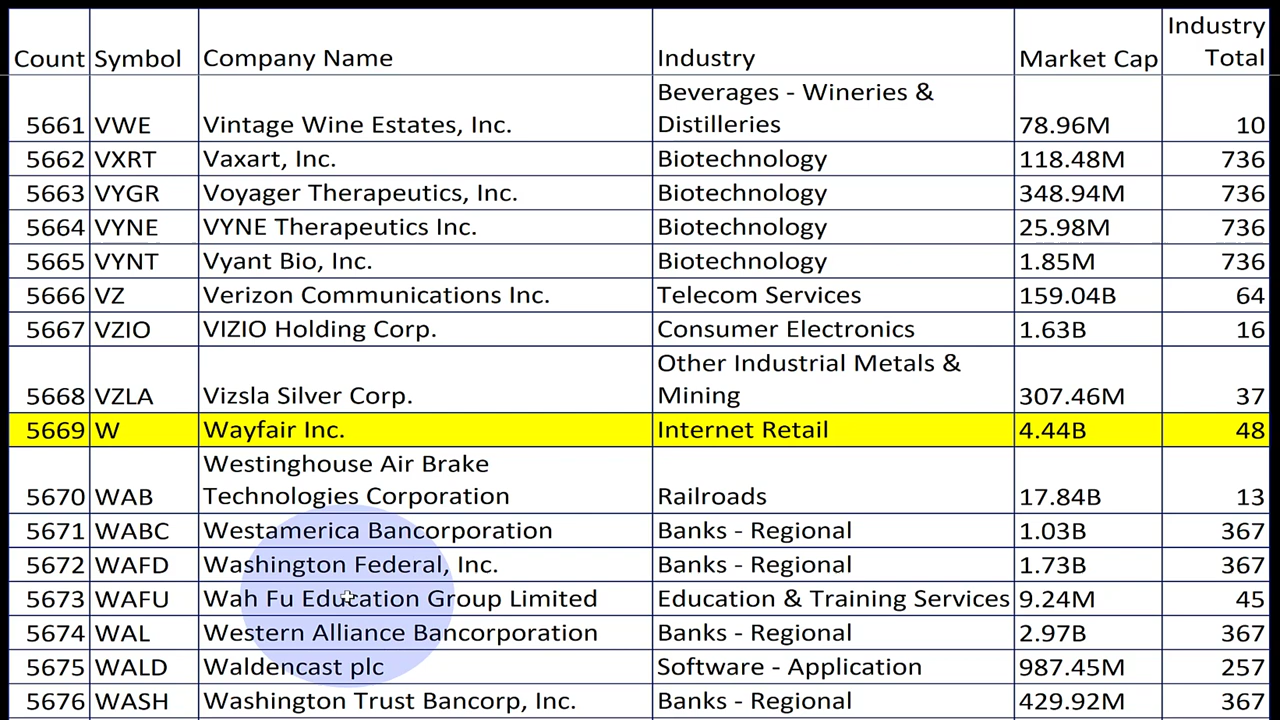 Count Symbol Company Name Industry Market Cap Industry Total
5661 VWE Vintage Wine Estates, Inc. Beverages - Wineries & Distilleries 78.96M 10
5662 VXRT Vaxart, Inc. Biotechnology 118.48M 736
5663 VYGR Voyager Therapeutics, Inc. Biotechnology 348.94M 736
5664 VYNE VYNE Therapeutics Inc. Biotechnology 25.98M 736
5665 VYNT Vyant Bio, Inc. Biotechnology 1.85M 736
5666 VZ Verizon Communications Inc. Telecom Services 159.04B 64
5667 VZIO VIZIO Holding Corp. Consumer Electronics 1.63B 16
5668 VZLA Vizsla Silver Corp. Other Industrial Metals & Mining 307.46M 37
5669 W Wayfair Inc. Internet Retail 4.44B 48
5670 WAB Westinghouse Air Brake Technologies Corporation Railroads 17.84B 13
5671 WABC Westamerica Bancorporation Banks - Regional 1.03B 367
5672 WAFD Washington Federal, Inc. Banks - Regional 1.73B 367
5673 WAFU Wah Fu Education Group Limited Education & Training Services 9.24M 45
5674 WAL Western Alliance Bancorporation Banks - Regional 2.97B 367
5675 WALD Waldencast plc Software - Application 987.45M 257
5676 WASH Washington Trust Bancorp, Inc. Banks - Regional 429.92M 367